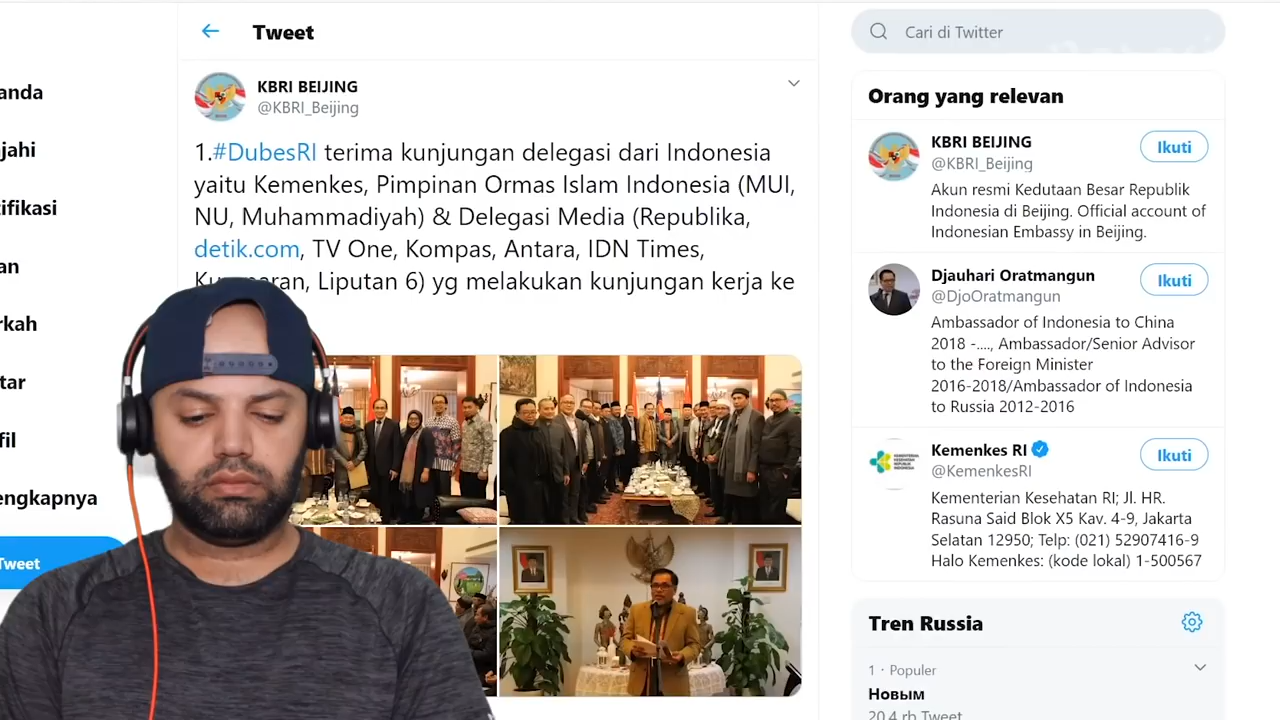 Tweet
Cari di Twitter
KBRI BEIJING
@KBRI_Beijing
1.#DubesRI terima kunjungan delegasi dari Indonesia
yaitu Kemenkes, Pimpinan Ormas Islam Indonesia (MUI,
NU, Muhammadiyah) & Delegasi Media (Republika,
detik.com, TV One, Kompas, Antara, IDN Times,
Liputan 6) yg melakukan kunjungan kerja ke
anda
jahi
tifikasi
an
rkah
tar
fil
engkapnya
Tweet
Orang yang relevan
KBRI BEIJING
@KBRI_Beijing
Ikuti
Akun resmi Kedutaan Besar Republik
Indonesia di Beijing. Official account of
Indonesian Embassy in Beijing.
Djauhari Oratmangun
@DjoOratmangun
Ikuti
Ambassador of Indonesia to China
2018 -...., Ambassador/Senior Advisor
to the Foreign Minister
2016-2018/Ambassador of Indonesia
to Russia 2012-2016
Kemenkes RI
@KemenkesRI
Ikuti
Kementerian Kesehatan RI; Jl. HR.
Rasuna Said Blok X5 Kav. 4-9, Jakarta
Selatan 12950; Telp: (021) 52907416-9
Halo Kemenkes: (kode lokal) 1-500567
Tren Russia
1 · Populer
Новым
20,4 rb Tweet